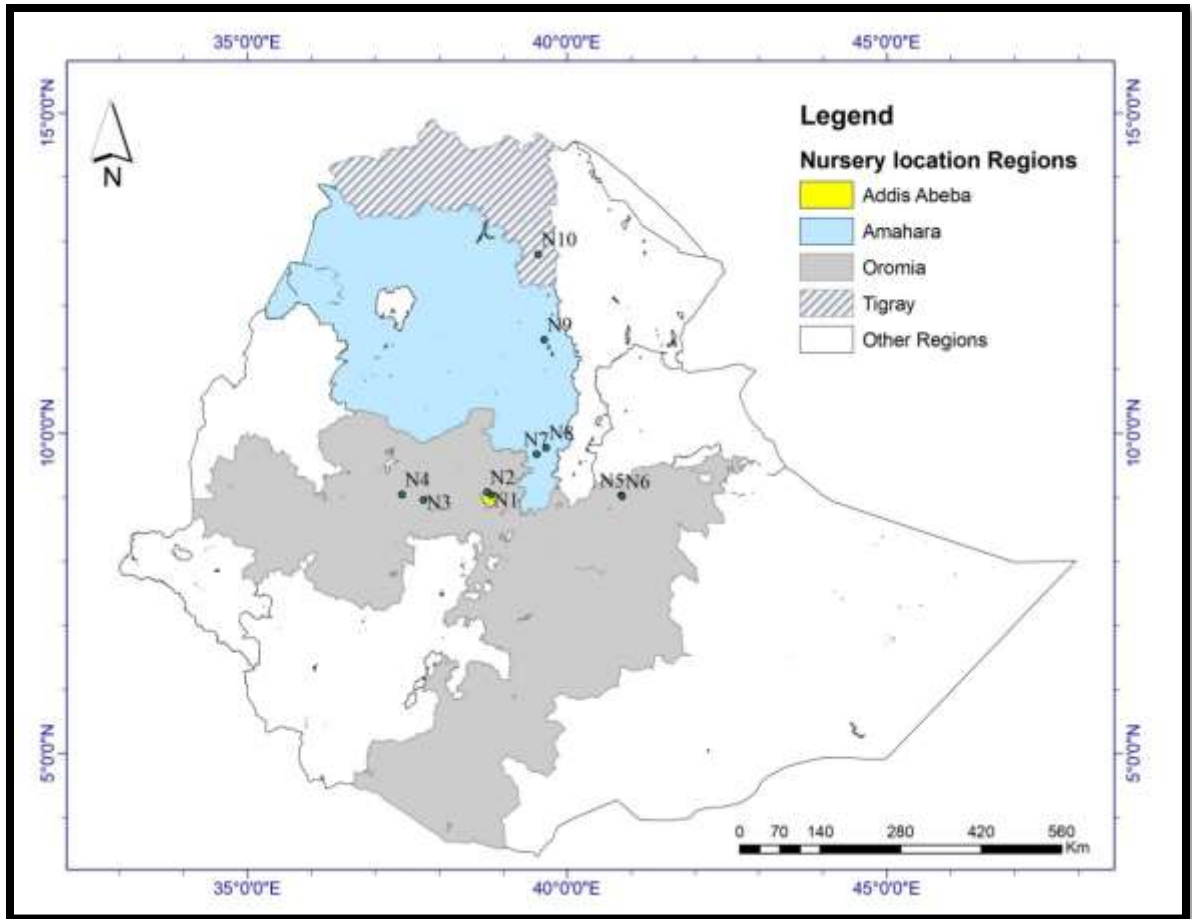 35°0'0"E 40°0'0"E 45°0'0"E
15°0'0"N 15°0'0"N
N
Legend
Nursery location Regions
Addis Abeba
Amahara
Oromia
Tigray
Other Regions
N10
N9
10°0'0"N 10°0'0"N
N7 N8
N4 N2 N5 N6
N3 N1
5°0'0"N 5°0'0"N
0 70 140 280 420 560
Km
35°0'0"E 40°0'0"E 45°0'0"E